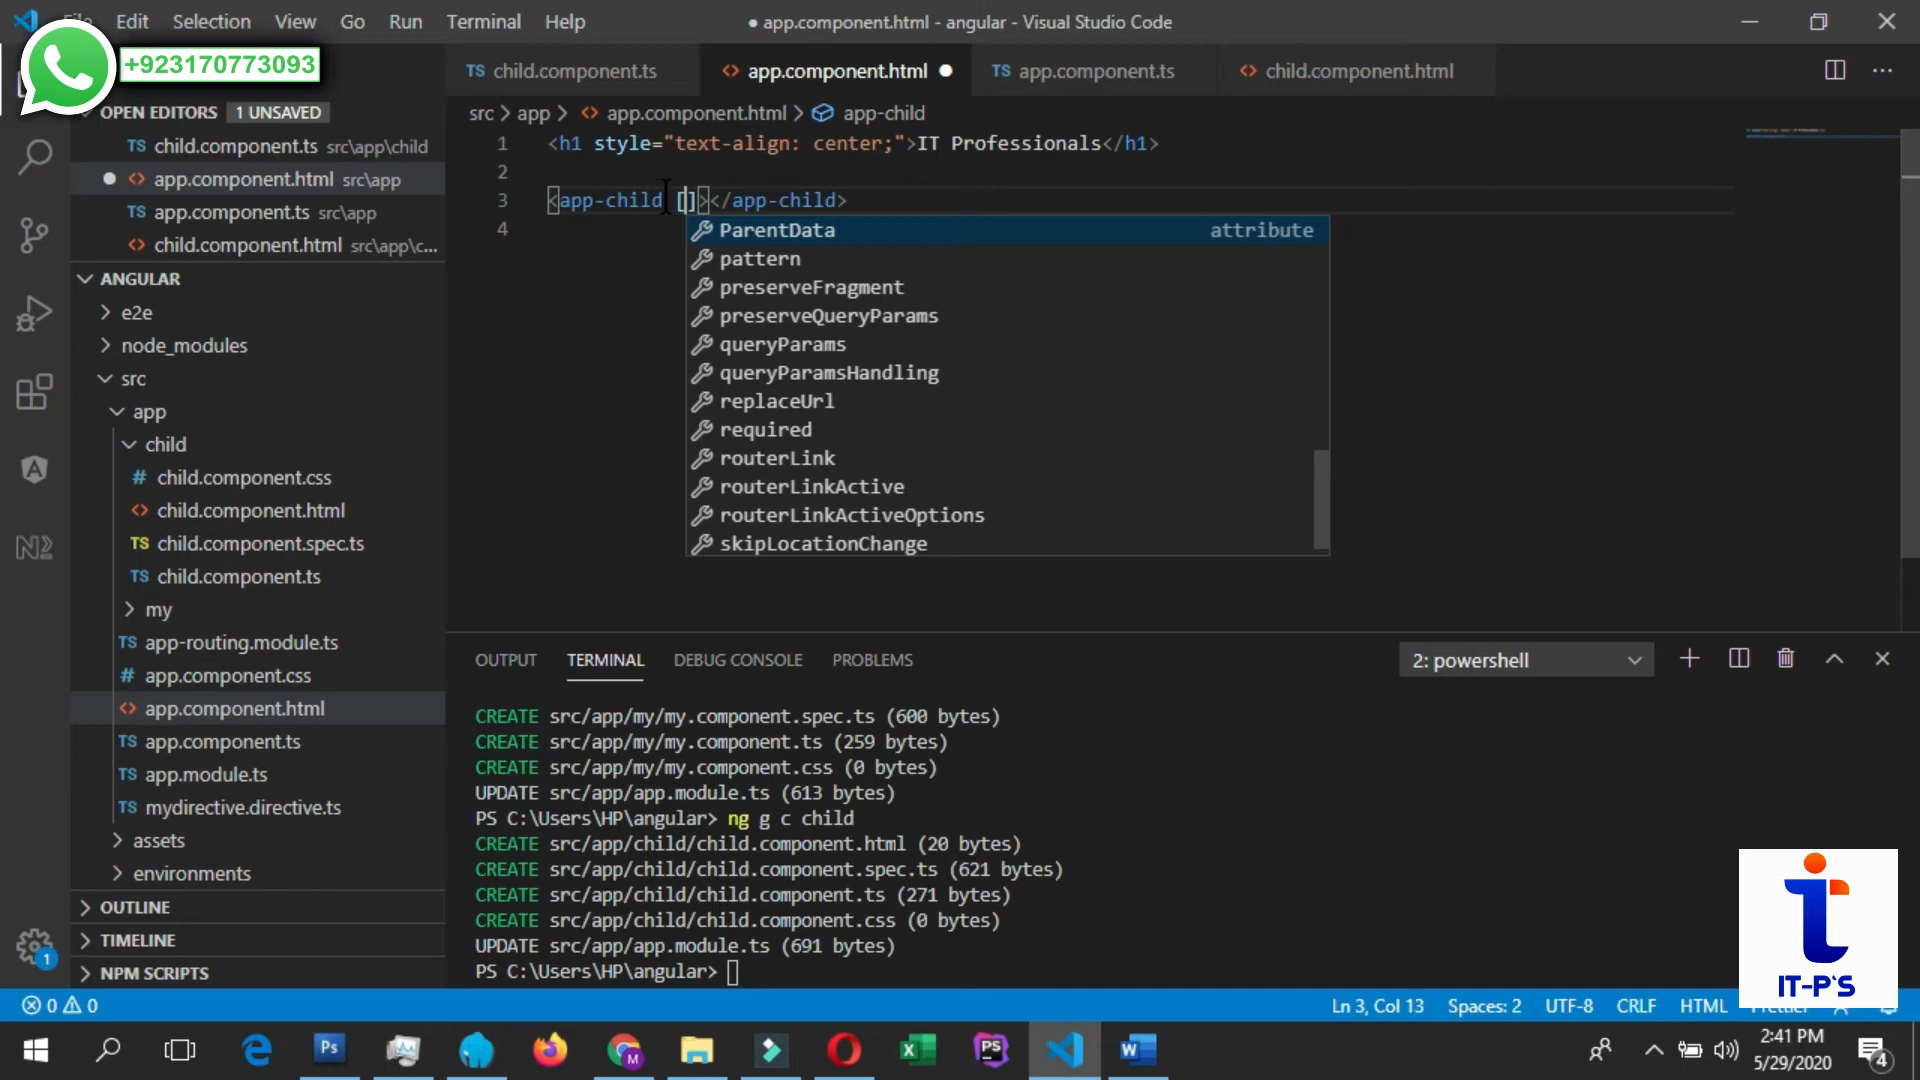 File Edit Selection View Go Run Terminal Help
● app.component.html - angular - Visual Studio Code
+923170773093
TS child.component.ts
<> app.component.html ●
TS app.component.ts
<> child.component.html
OPEN EDITORS 1 UNSAVED
TS child.component.ts src\app\child
● <> app.component.html src\app
TS app.component.ts src\app
<> child.component.html src\app\c...
ANGULAR
> e2e
> node_modules
src
app
child
# child.component.css
<> child.component.html
TS child.component.spec.ts
TS child.component.ts
> my
TS app-routing.module.ts
# app.component.css
<> app.component.html
TS app.component.ts
TS app.module.ts
TS mydirective.directive.ts
> assets
> environments
> OUTLINE
> TIMELINE
> NPM SCRIPTS
src > app > <> app.component.html > app-child
1 <h1 style="text-align: center;">IT Professionals</h1>
2
3 <app-child []></app-child>
4
ParentData attribute
pattern
preserveFragment
preserveQueryParams
queryParams
queryParamsHandling
replaceUrl
required
routerLink
routerLinkActive
routerLinkActiveOptions
skipLocationChange
OUTPUT TERMINAL DEBUG CONSOLE PROBLEMS
2: powershell
CREATE src/app/my/my.component.spec.ts (600 bytes)
CREATE src/app/my/my.component.ts (259 bytes)
CREATE src/app/my/my.component.css (0 bytes)
UPDATE src/app/app.module.ts (613 bytes)
PS C:\Users\HP\angular> ng g c child
CREATE src/app/child/child.component.html (20 bytes)
CREATE src/app/child/child.component.spec.ts (621 bytes)
CREATE src/app/child/child.component.ts (271 bytes)
CREATE src/app/child/child.component.css (0 bytes)
UPDATE src/app/app.module.ts (691 bytes)
PS C:\Users\HP\angular>
IT-P'S
1
0 0
Ln 3, Col 13 Spaces: 2 UTF-8 CRLF HTML
Ps
M
PS
W
2:41 PM
5/29/2020
4